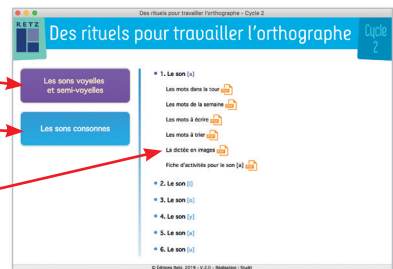 Des rituels pour travailler l'orthographe - Cycle 2
RETZ
Des rituels pour travailler l'orthographe
Cycle
2
Les sons voyelles
et semi-voyelles
Les sons consonnes
1. Le son [a]
Les mots dans la tour
Les mots de la semaine
Les mots à écrire
Les mots à trier
La dictée en images
Fiche d'activités pour le son [a]
2. Le son [i]
3. Le son [o]
4. Le son [y]
5. Le son [ə]
6. Le son [u]
© Éditions Retz, 2019 - V.2.0 - Réalisation : Studit